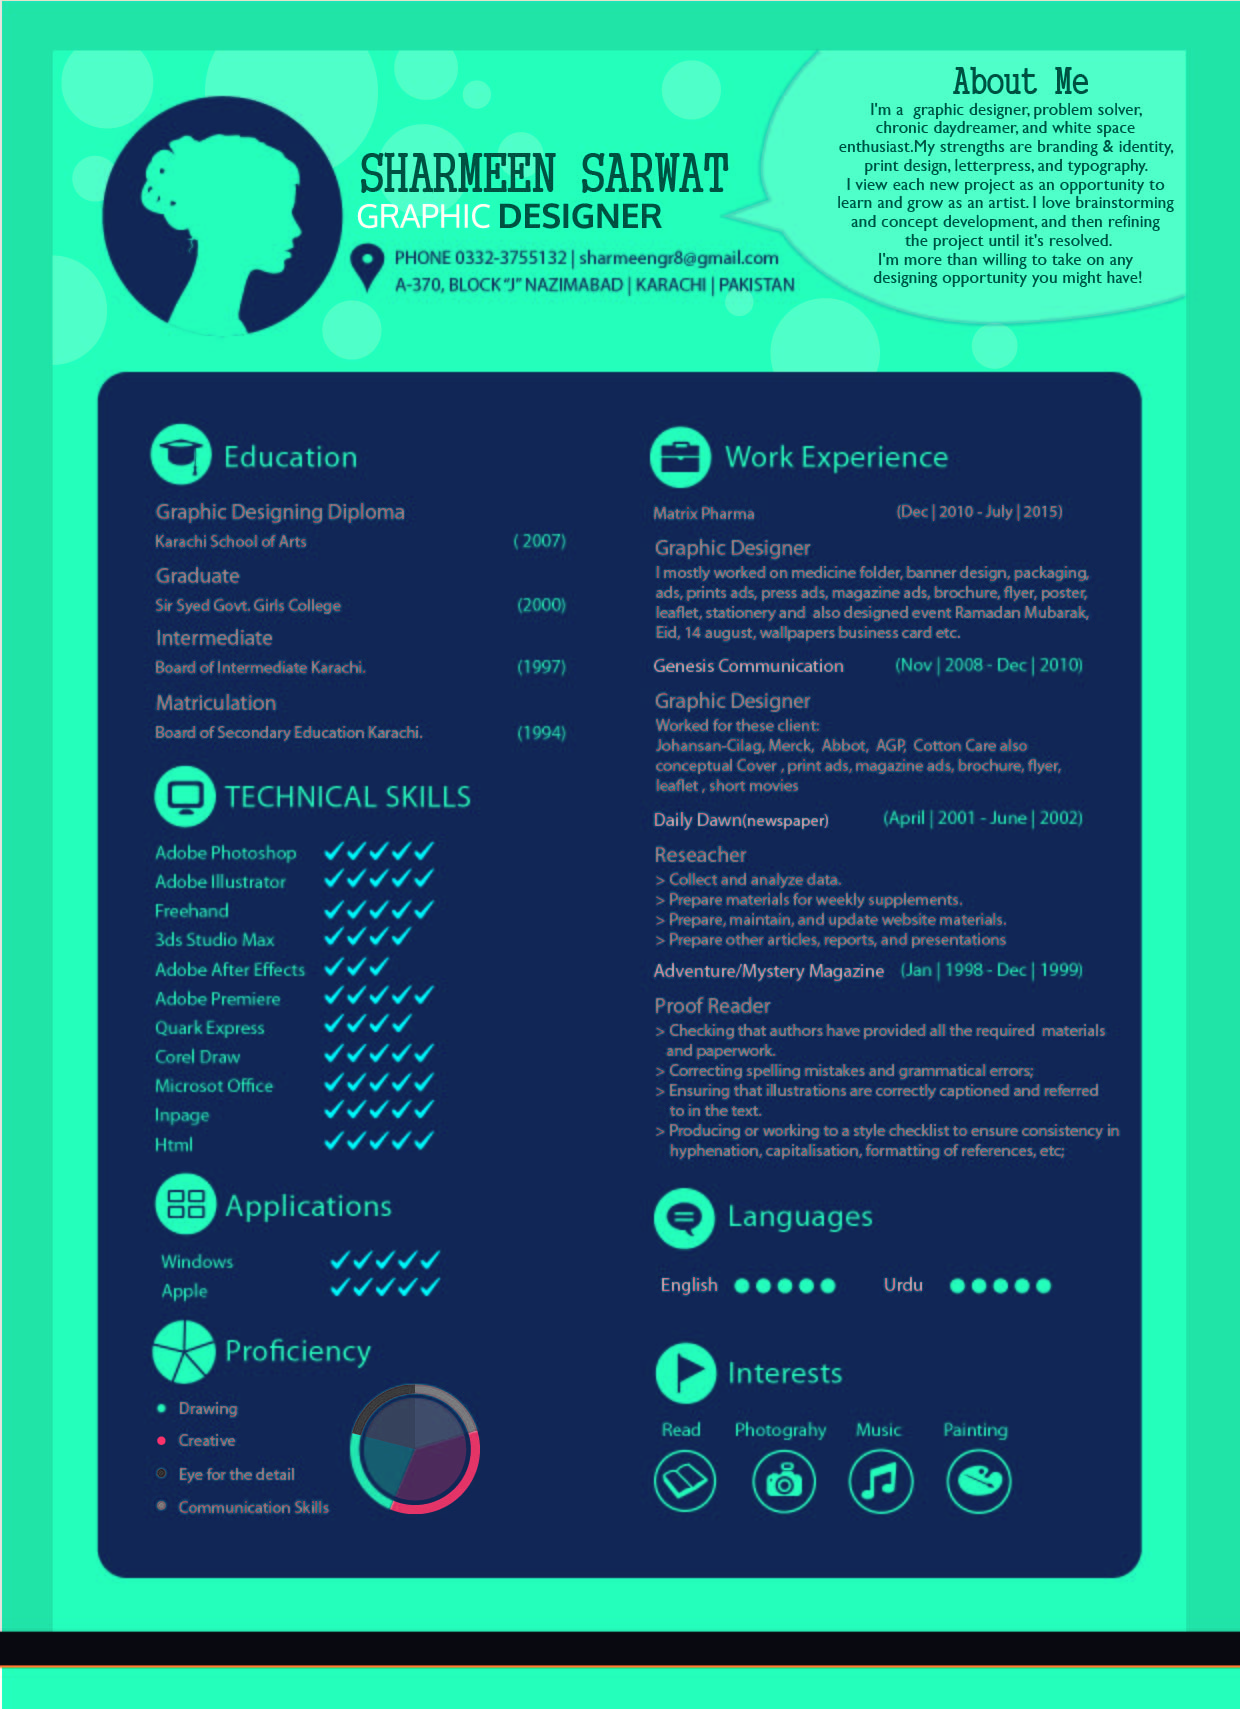 About Me
I'm a graphic designer, problem solver,
chronic daydreamer, and white space
enthusiast.My strengths are branding & identity,
print design, letterpress, and typography.
I view each new project as an opportunity to
learn and grow as an artist. I love brainstorming
and concept development, and then refining
the project until it's resolved.
I'm more than willing to take on any
designing opportunity you might have!
SHARMEEN SARWAT
GRAPHIC DESIGNER
PHONE 0332-3755132 | sharmeengr8@gmail.com
A-370, BLOCK "J" NAZIMABAD | KARACHI | PAKISTAN
Education
Graphic Designing Diploma
Karachi School of Arts ( 2007)
Graduate
Sir Syed Govt. Girls College (2000)
Intermediate
Board of Intermediate Karachi. (1997)
Matriculation
Board of Secondary Education Karachi. (1994)
TECHNICAL SKILLS
Adobe Photoshop
Adobe Illustrator
Freehand
3ds Studio Max
Adobe After Effects
Adobe Premiere
Quark Express
Corel Draw
Microsot Office
Inpage
Html
Applications
Windows
Apple
Proficiency
Drawing
Creative
Eye for the detail
Communication Skills
Work Experience
Matrix Pharma (Dec | 2010 - July | 2015)
Graphic Designer
I mostly worked on medicine folder, banner design, packaging,
ads, prints ads, press ads, magazine ads, brochure, flyer, poster,
leaflet, stationery and also designed event Ramadan Mubarak,
Eid, 14 august, wallpapers business card etc.
Genesis Communication (Nov | 2008 - Dec | 2010)
Graphic Designer
Worked for these client:
Johansan-Cilag, Merck, Abbot, AGP, Cotton Care also
conceptual Cover , print ads, magazine ads, brochure, flyer,
leaflet , short movies
Daily Dawn(newspaper) (April | 2001 - June | 2002)
Reseacher
> Collect and analyze data.
> Prepare materials for weekly supplements.
> Prepare, maintain, and update website materials.
> Prepare other articles, reports, and presentations
Adventure/Mystery Magazine (Jan | 1998 - Dec | 1999)
Proof Reader
> Checking that authors have provided all the required materials
and paperwork.
> Correcting spelling mistakes and grammatical errors;
> Ensuring that illustrations are correctly captioned and referred
to in the text.
> Producing or working to a style checklist to ensure consistency in
hyphenation, capitalisation, formatting of references, etc;
Languages
English Urdu
Interests
Read Photograhy Music Painting